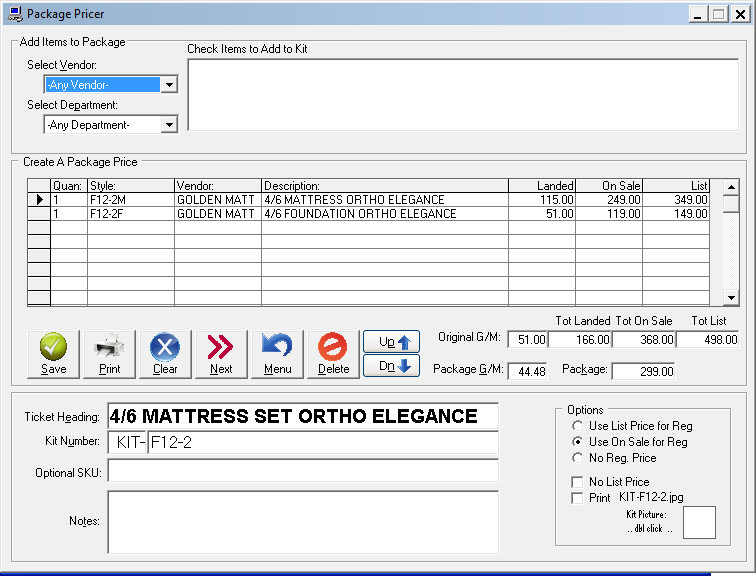 Package Pricer
Add Items to Package
Select Vendor:
-Any Vendor-
Select Department:
-Any Department-
Check Items to Add to Kit
Create A Package Price
Quan: Style: Vendor: Description: Landed On Sale List
1 F12-2M GOLDEN MATT 4/6 MATTRESS ORTHO ELEGANCE 115.00 249.00 349.00
1 F12-2F GOLDEN MATT 4/6 FOUNDATION ORTHO ELEGANCE 51.00 119.00 149.00
Save Print Clear Next Menu Delete
Up
Dn
Tot Landed Tot On Sale Tot List
Original G/M: 51.00 166.00 368.00 498.00
Package G/M: 44.48 Package: 299.00
Ticket Heading: 4/6 MATTRESS SET ORTHO ELEGANCE
Kit Number: KIT- F12-2
Optional SKU:
Notes:
Options
Use List Price for Reg
Use On Sale for Reg
No Reg. Price
No List Price
Print KIT-F12-2.jpg
Kit Picture:
.. dbl click ..